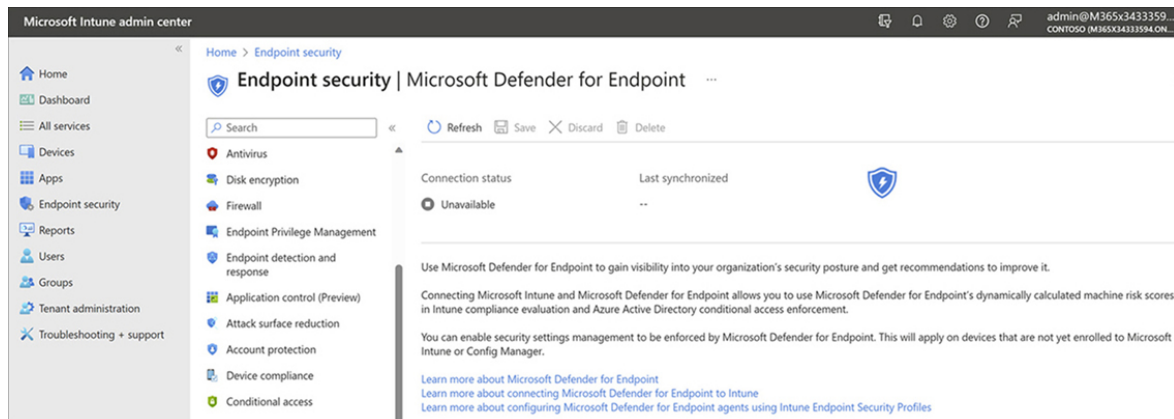 Microsoft Intune admin center
admin@M365x3433359...
CONTOSO (M365X34333594.ON...
Home
Dashboard
All services
Devices
Apps
Endpoint security
Reports
Users
Groups
Tenant administration
Troubleshooting + support
Home > Endpoint security
Endpoint security | Microsoft Defender for Endpoint ...
Search
Antivirus
Disk encryption
Firewall
Endpoint Privilege Management
Endpoint detection and
response
Application control (Preview)
Attack surface reduction
Account protection
Device compliance
Conditional access
Refresh Save Discard Delete
Connection status Last synchronized
Unavailable --
Use Microsoft Defender for Endpoint to gain visibility into your organization's security posture and get recommendations to improve it.
Connecting Microsoft Intune and Microsoft Defender for Endpoint allows you to use Microsoft Defender for Endpoint's dynamically calculated machine risk scores
in Intune compliance evaluation and Azure Active Directory conditional access enforcement.
You can enable security settings management to be enforced by Microsoft Defender for Endpoint. This will apply on devices that are not yet enrolled to Microsoft
Intune or Config Manager.
Learn more about Microsoft Defender for Endpoint
Learn more about connecting Microsoft Defender for Endpoint to Intune
Learn more about configuring Microsoft Defender for Endpoint agents using Intune Endpoint Security Profiles